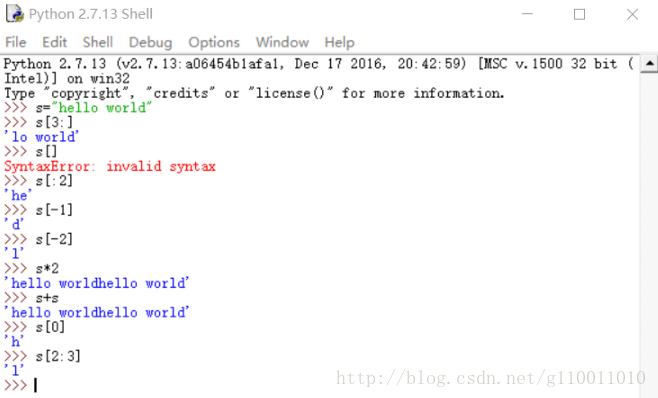 Python 2.7.13 Shell
File Edit Shell Debug Options Window Help
Python 2.7.13 (v2.7.13:a06454b1afa1, Dec 17 2016, 20:42:59) [MSC v.1500 32 bit (
Intel)] on win32
Type "copyright", "credits" or "license()" for more information.
>>> s="hello world"
>>> s[3:]
'lo world'
>>> s[]
SyntaxError: invalid syntax
>>> s[:2]
'he'
>>> s[-1]
'd'
>>> s[-2]
'l'
>>> s*2
'hello worldhello world'
>>> s+s
'hello worldhello world'
>>> s[0]
'h'
>>> s[2:3]
'l'
>>>
http://blog.csdn.net/g110011010